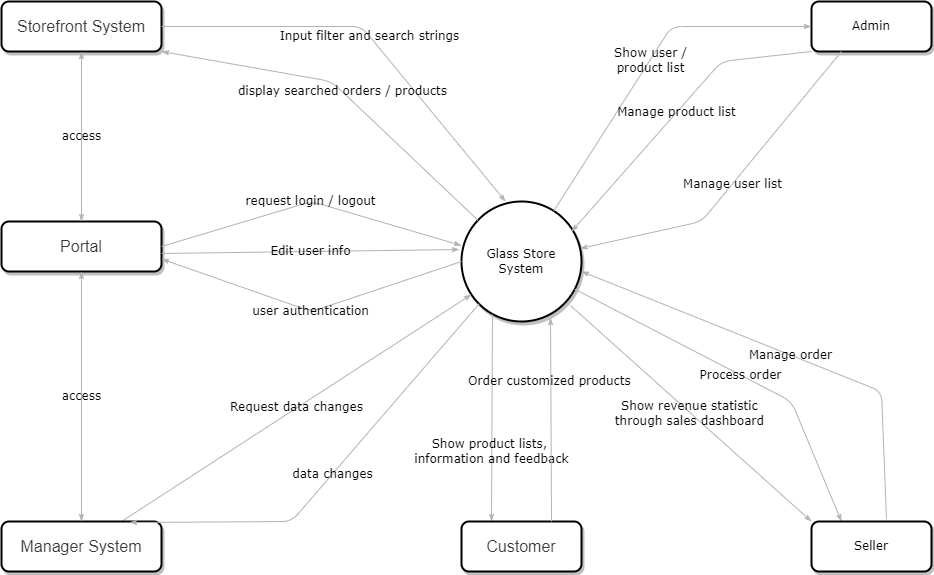 Storefront System
Admin
Input filter and search strings
Show user /
product list
display searched orders / products
Manage product list
access
Manage user list
request login / logout
Portal
Edit user info
Glass Store
System
user authentication
Manage order
Process order
Order customized products
access
Request data changes
Show revenue statistic
through sales dashboard
Show product lists,
information and feedback
data changes
Manager System
Customer
Seller